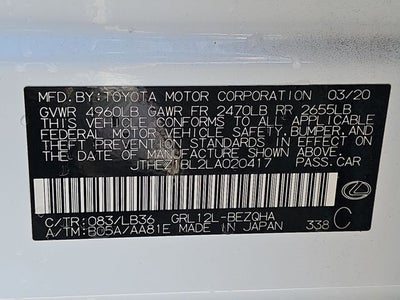 MFD.BY:TOYOTA MOTOR CORPORATION 03/20
GVWR 4960LB GAWR FR 2470LB RR 2655LB
THIS VEHICLE CONFORMS TO ALL APPLICABLE
FEDERAL MOTOR VEHICLE SAFETY,BUMPER,AND
THEFT PREVENTION STANDARDS IN EFFECT ON
THE DATE OF MANUFACTURE SHOWN ABOVE.
PASS.CAR
C/TR:083/LB36 GRL12L-BEZQHA
A/TM:B05A/AA81E MADE IN JAPAN 338 C